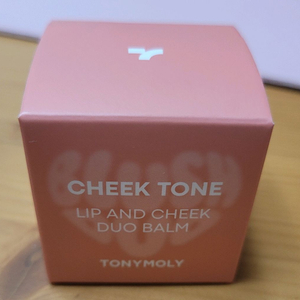 BLUSH
CHEEK TONE
LIP AND CHEEK
DUO BALM
TONYMOLY